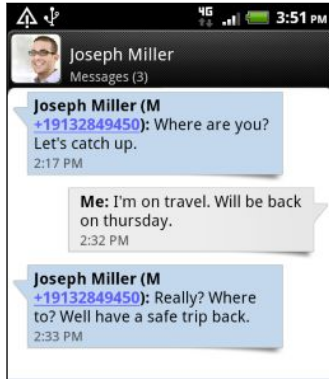 4G 3:51 PM
Joseph Miller
Messages (3)
Joseph Miller (M
+19132849450): Where are you?
Let's catch up.
2:17 PM
Me: I'm on travel. Will be back
on thursday.
2:32 PM
Joseph Miller (M
+19132849450): Really? Where
to? Well have a safe trip back.
2:33 PM